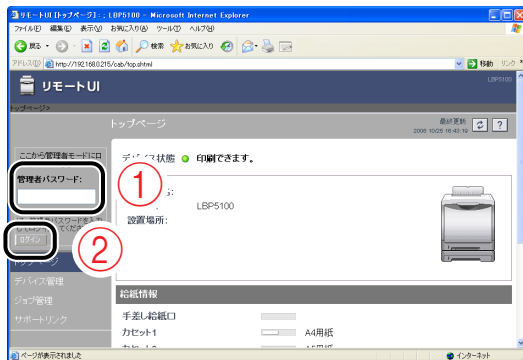 リモートUI [トップページ] : ; LBP5100 - Microsoft Internet Explorer
ファイル(F) 編集(E) 表示(V) お気に入り(A) ツール(T) ヘルプ(H)
戻る 検索 お気に入り
アドレス(D) http://192.168.0.215/cab/top.shtml 移動 リンク
リモートUI LBP5100
トップページ>
トップページ 最終更新
2006 10/25 16:43:19
ここから管理者モードにロ
デバイス状態 印刷できます。
管理者パスワード:
①
LBP5100
設置場所:
ログイン
②
トップページ
デバイス管理
ジョブ管理
サポートリンク
給紙情報
手差し給紙口
カセット1 A4用紙
ページが表示されました インターネット